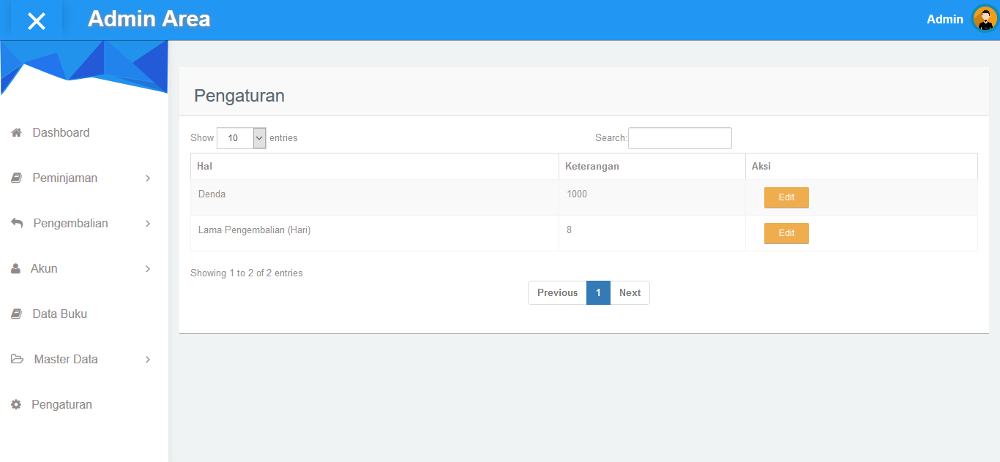 Admin Area
Admin
Dashboard
Peminjaman
Pengembalian
Akun
Data Buku
Master Data
Pengaturan
Pengaturan
Show 10 entries
Search:
Hal Keterangan Aksi
Denda 1000 Edit
Lama Pengembalian (Hari) 8 Edit
Showing 1 to 2 of 2 entries
Previous 1 Next